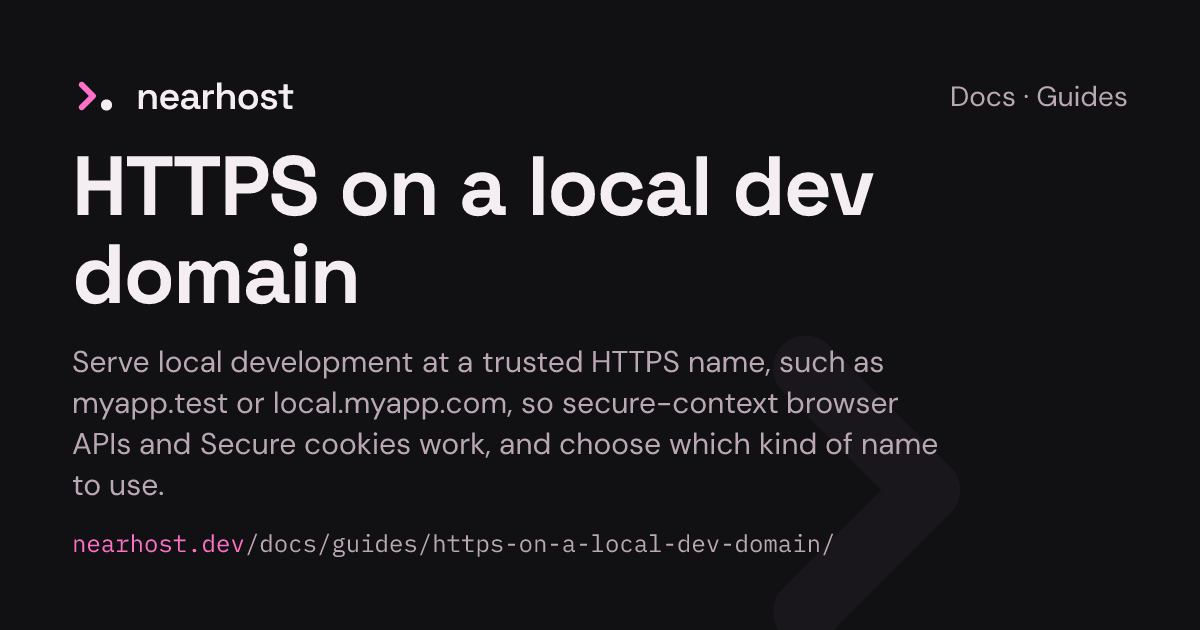 nearhost
Docs · Guides
HTTPS on a local dev
domain
Serve local development at a trusted HTTPS name, such as
myapp.test or local.myapp.com, so secure-context browser
APIs and Secure cookies work, and choose which kind of name
to use.
nearhost.dev/docs/guides/https-on-a-local-dev-domain/